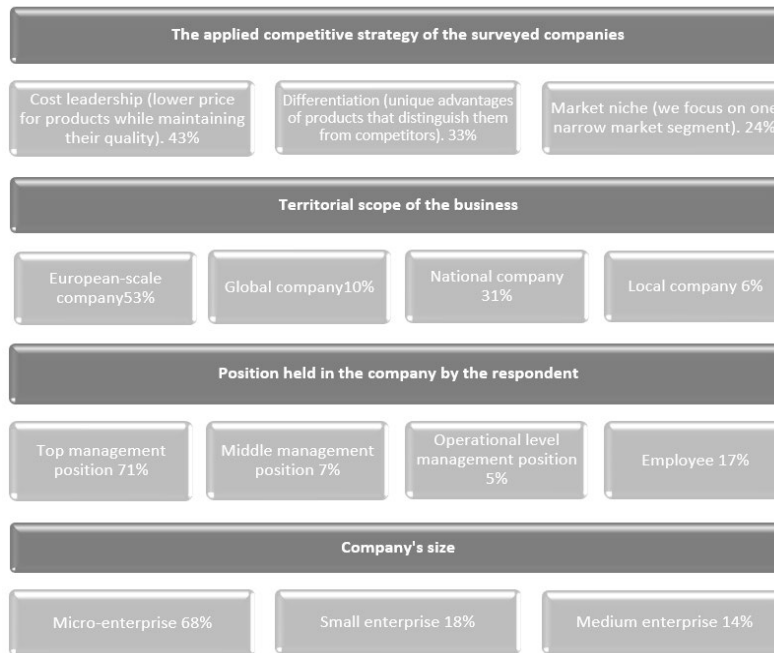 The applied competitive strategy of the surveyed companies
Cost leadership (lower price
for products while maintaining
their quality). 43%
Differentiation (unique advantages
of products that distinguish them
from competitors). 33%
Market niche (we focus on one
narrow market segment). 24%
Territorial scope of the business
European-scale
company53%
Global company10%
National company
31%
Local company 6%
Position held in the company by the respondent
Top management
position 71%
Middle management
position 7%
Operational level
management position
5%
Employee 17%
Company's size
Micro-enterprise 68%
Small enterprise 18%
Medium enterprise 14%